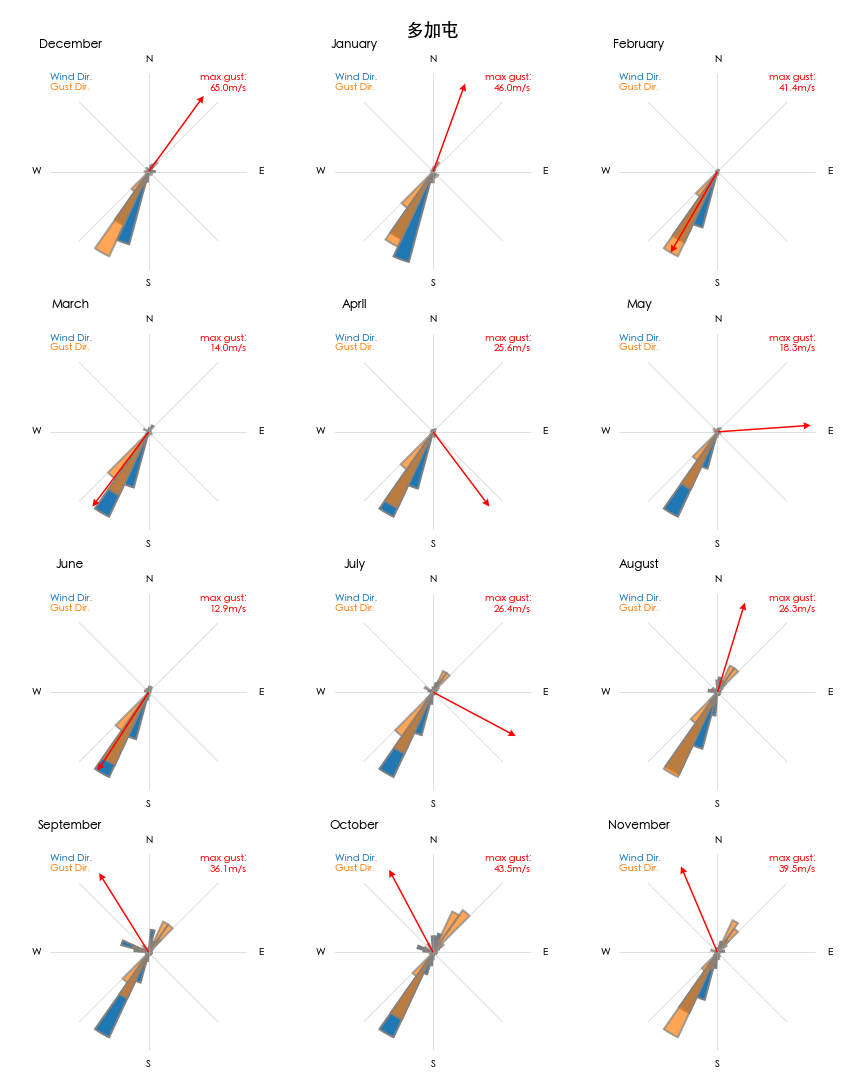 多加屯
December
N
Wind Dir.
Gust Dir.
max gust:
65.0m/s
W
E
S
January
N
Wind Dir.
Gust Dir.
max gust:
46.0m/s
W
E
S
February
N
Wind Dir.
Gust Dir.
max gust:
41.4m/s
W
E
S
March
N
Wind Dir.
Gust Dir.
max gust:
14.0m/s
W
E
S
April
N
Wind Dir.
Gust Dir.
max gust:
25.6m/s
W
E
S
May
N
Wind Dir.
Gust Dir.
max gust:
18.3m/s
W
E
S
June
N
Wind Dir.
Gust Dir.
max gust:
12.9m/s
W
E
S
July
N
Wind Dir.
Gust Dir.
max gust:
26.4m/s
W
E
S
August
N
Wind Dir.
Gust Dir.
max gust:
26.3m/s
W
E
S
September
N
Wind Dir.
Gust Dir.
max gust:
36.1m/s
W
E
S
October
N
Wind Dir.
Gust Dir.
max gust:
43.5m/s
W
E
S
November
N
Wind Dir.
Gust Dir.
max gust:
39.5m/s
W
E
S